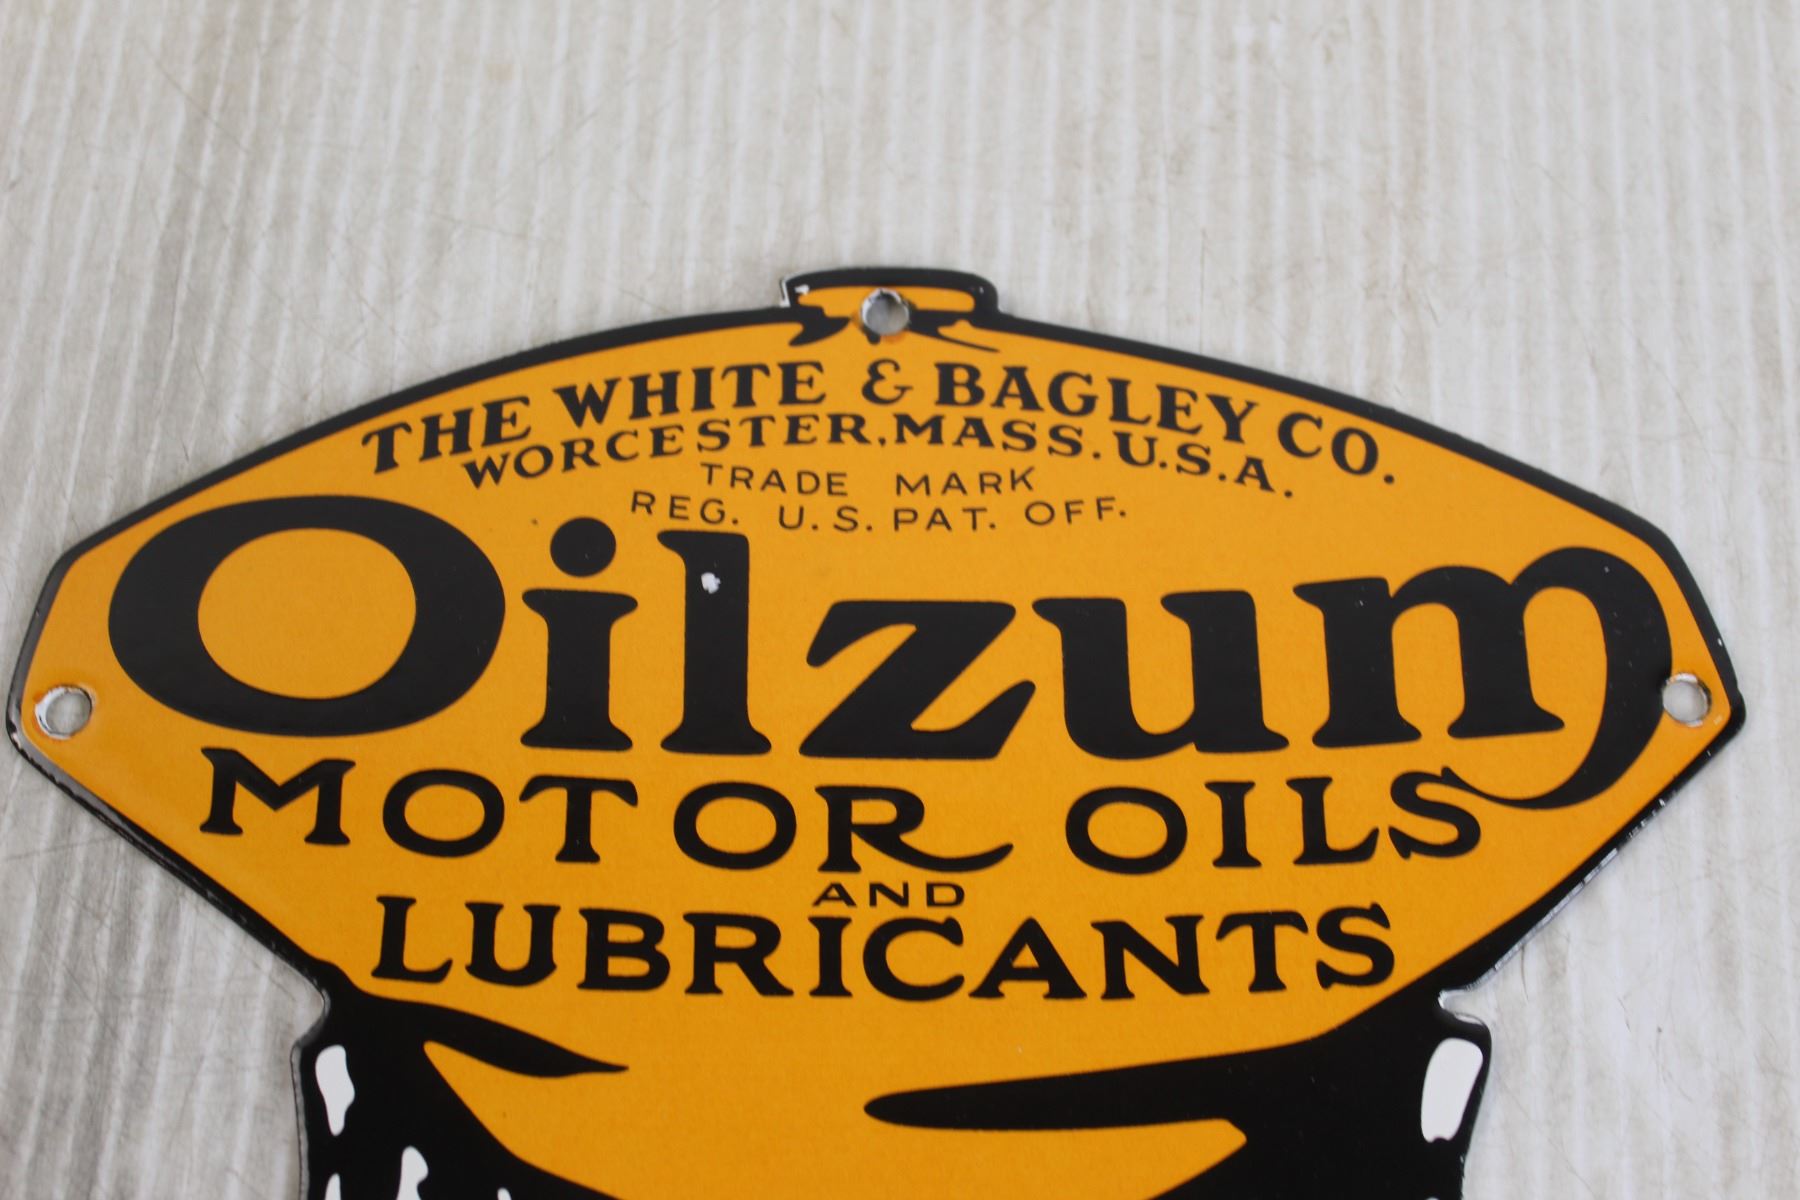 THE WHITE & BAGLEY CO.
WORCESTER, MASS. U.S.A.
TRADE MARK
REG. U.S. PAT. OFF.
Oilzum
MOTOR OILS
AND
LUBRICANTS